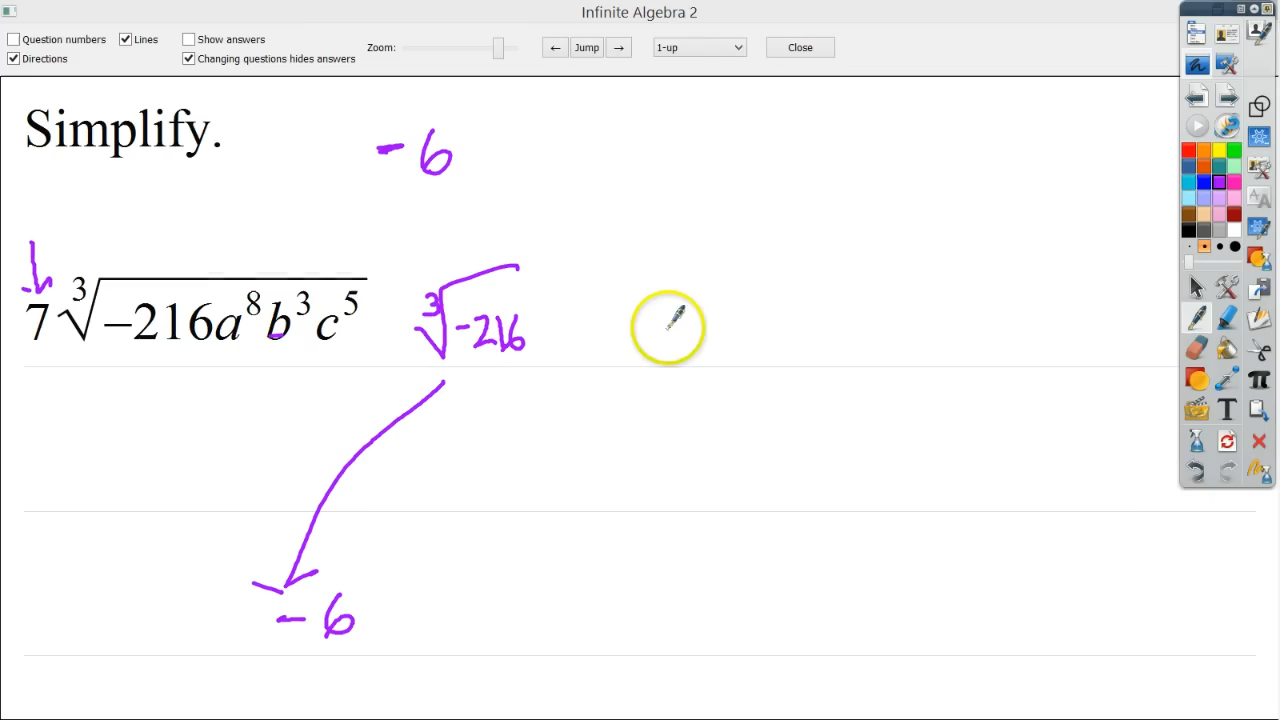 Infinite Algebra 2
Question numbers Lines Show answers Zoom: ← Jump → 1-up Close
Directions Changing questions hides answers
Simplify.
- 6
7∛(−216a⁸b³c⁵) ∛-216
- 6